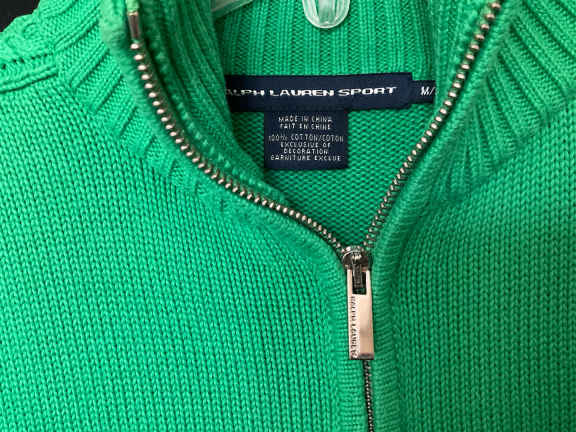 RALPH LAUREN SPORT M/
MADE IN CHINA
FAIT EN CHINE
100% COTTON/COTON
EXCLUSIVE OF
DECORATION
GARNITURE EXCLUE
RALPH LAUREN